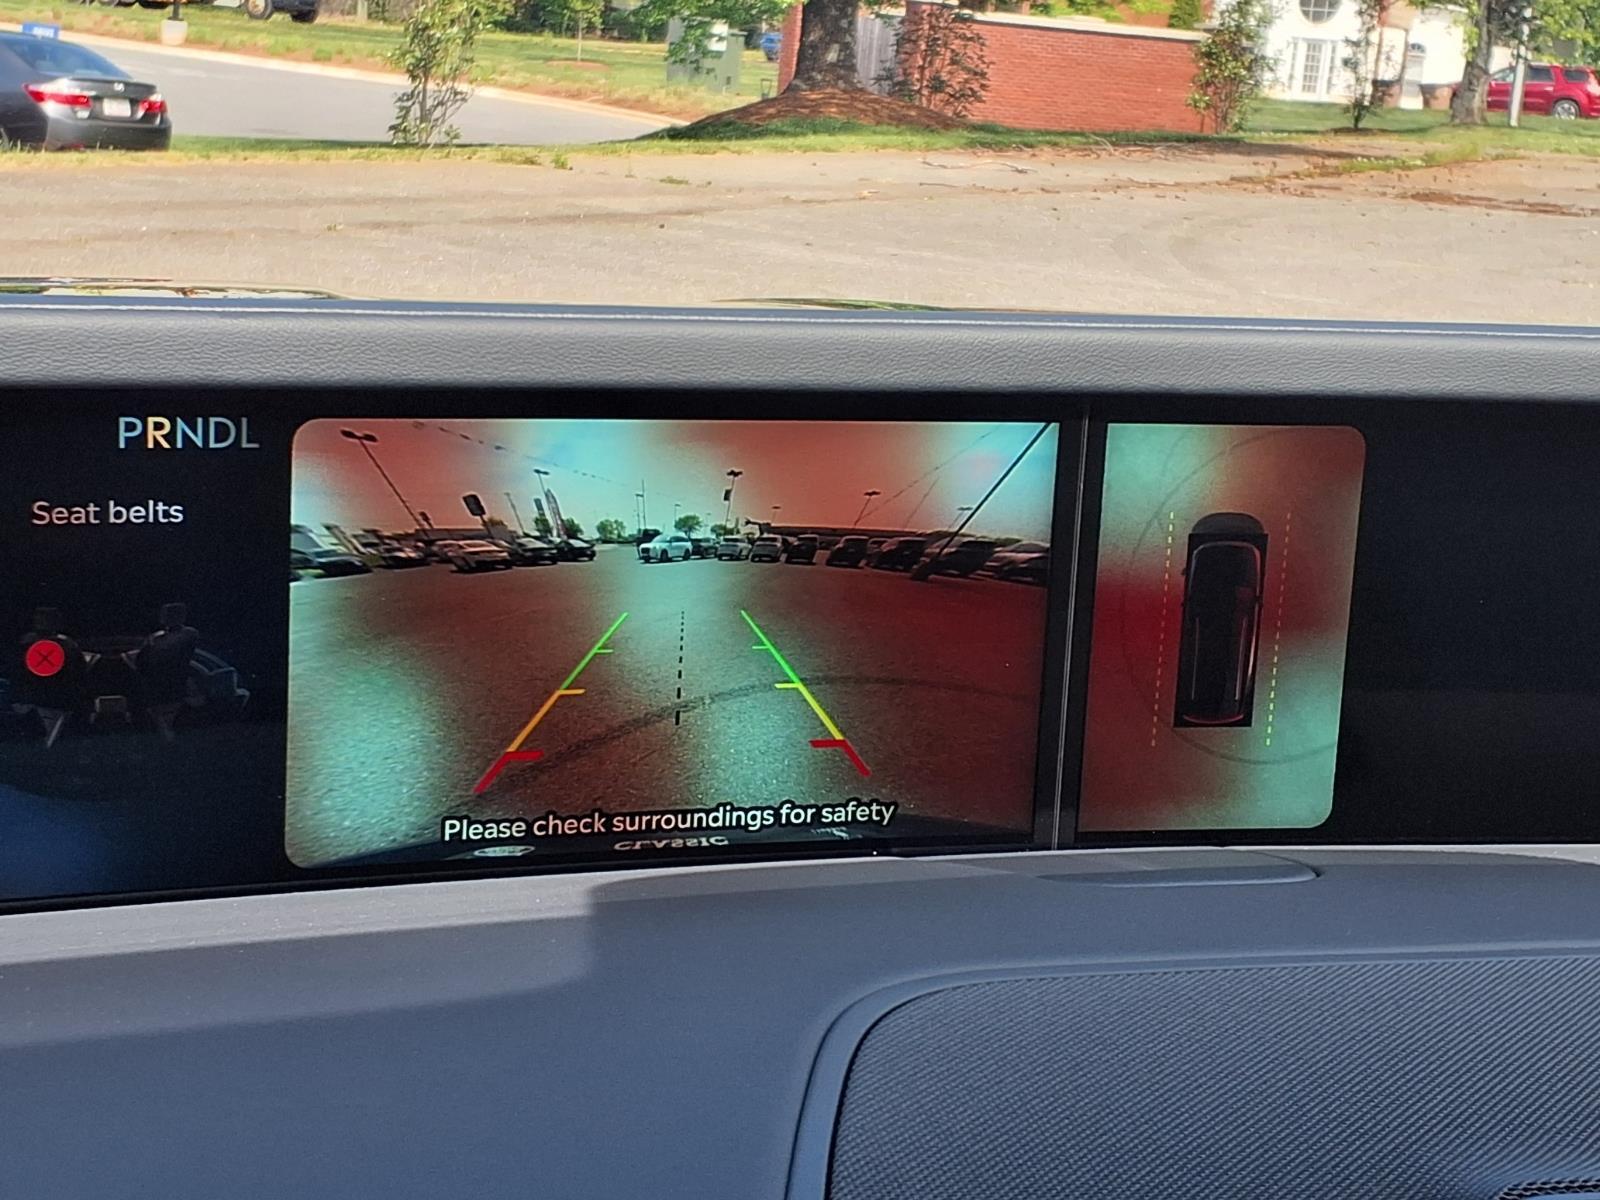 PRNDL
Seat belts
Please check surroundings for safety
CLASSIC